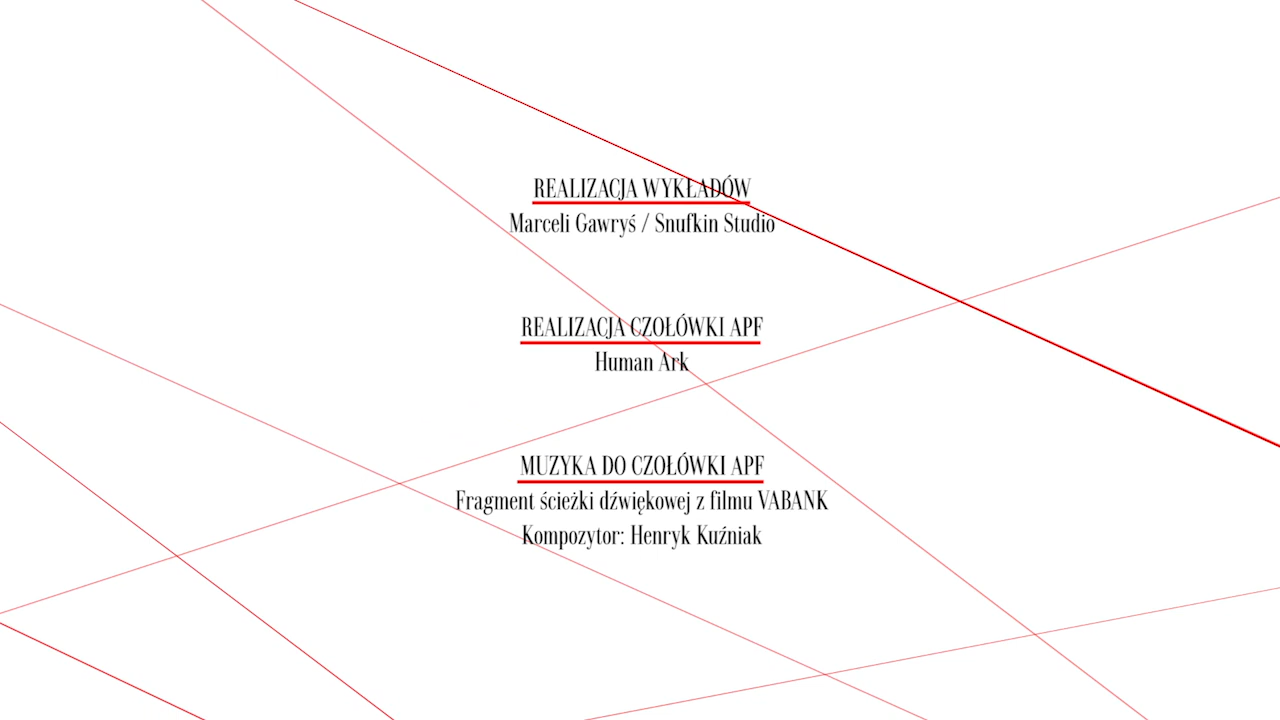 REALIZACJA WYKŁADÓW
Marceli Gawryś / Snufkin Studio
REALIZACJA CZOŁÓWKI APF
Human Ark
MUZYKA DO CZOŁÓWKI APF
Fragment ścieżki dźwiękowej z filmu VABANK
Kompozytor: Henryk Kuźniak